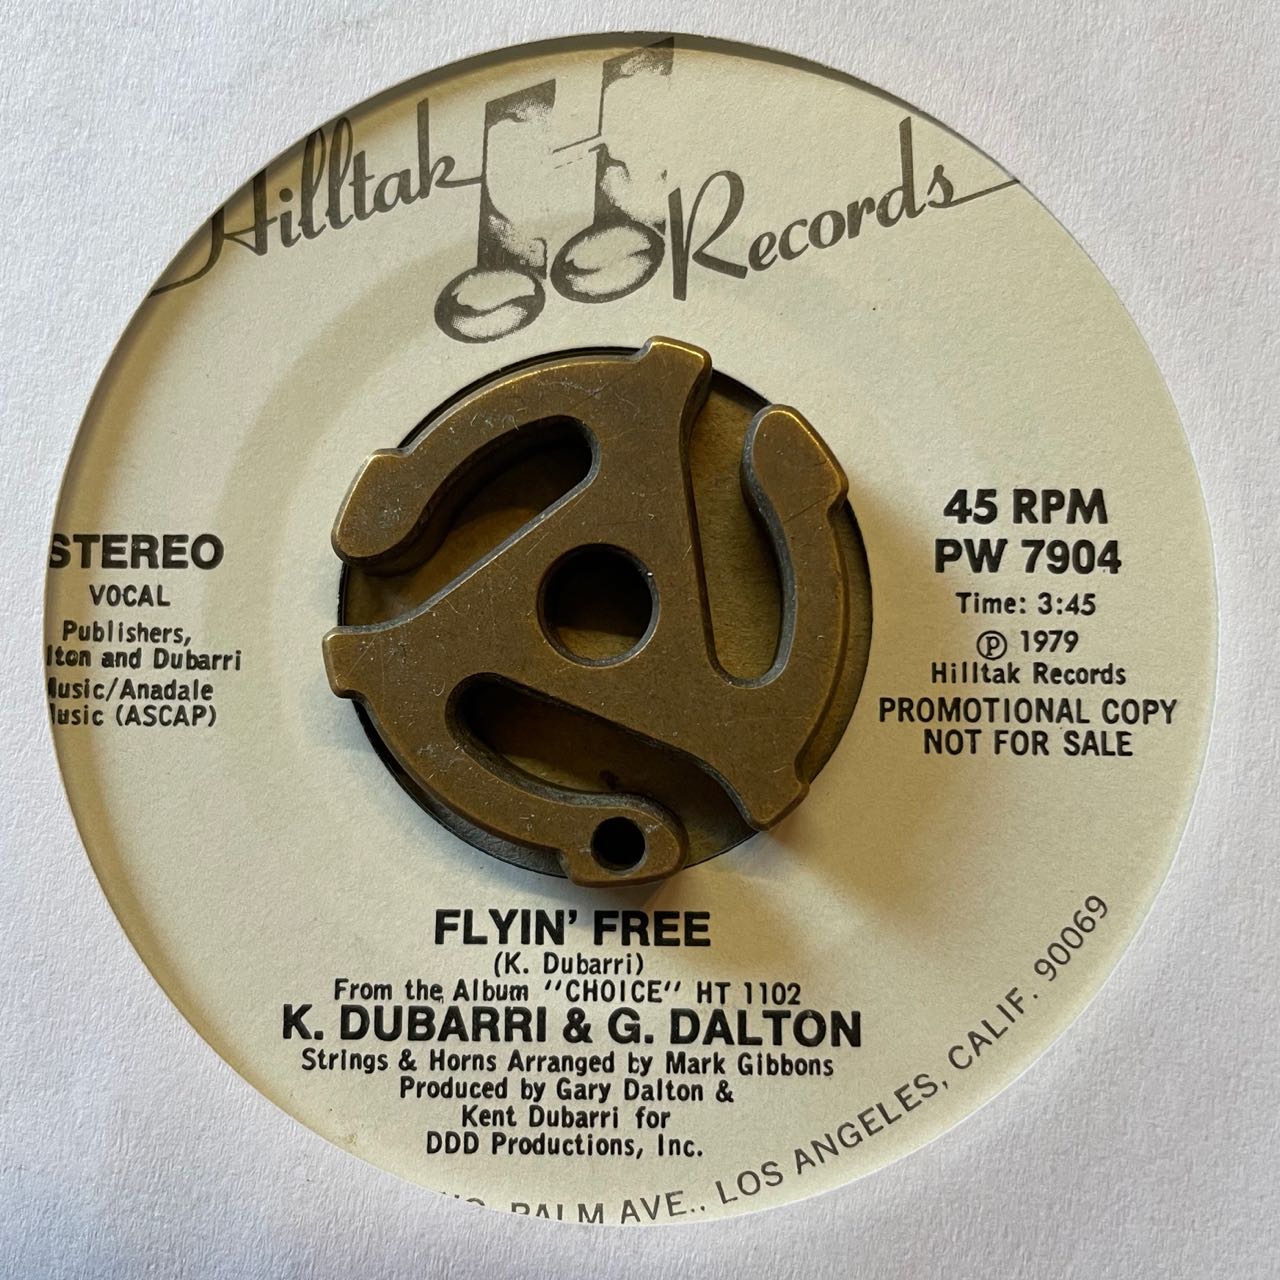 Hilltak Records
STEREO
VOCAL
Publishers,
lton and Dubarri
Music/Anadale
Music (ASCAP)
45 RPM
PW 7904
Time: 3:45
℗ 1979
Hilltak Records
PROMOTIONAL COPY
NOT FOR SALE
FLYIN' FREE
(K. Dubarri)
From the Album "CHOICE" HT 1102
K. DUBARRI & G. DALTON
Strings & Horns Arranged by Mark Gibbons
Produced by Gary Dalton &
Kent Dubarri for
DDD Productions, Inc.
PALM AVE., LOS ANGELES, CALIF. 90069